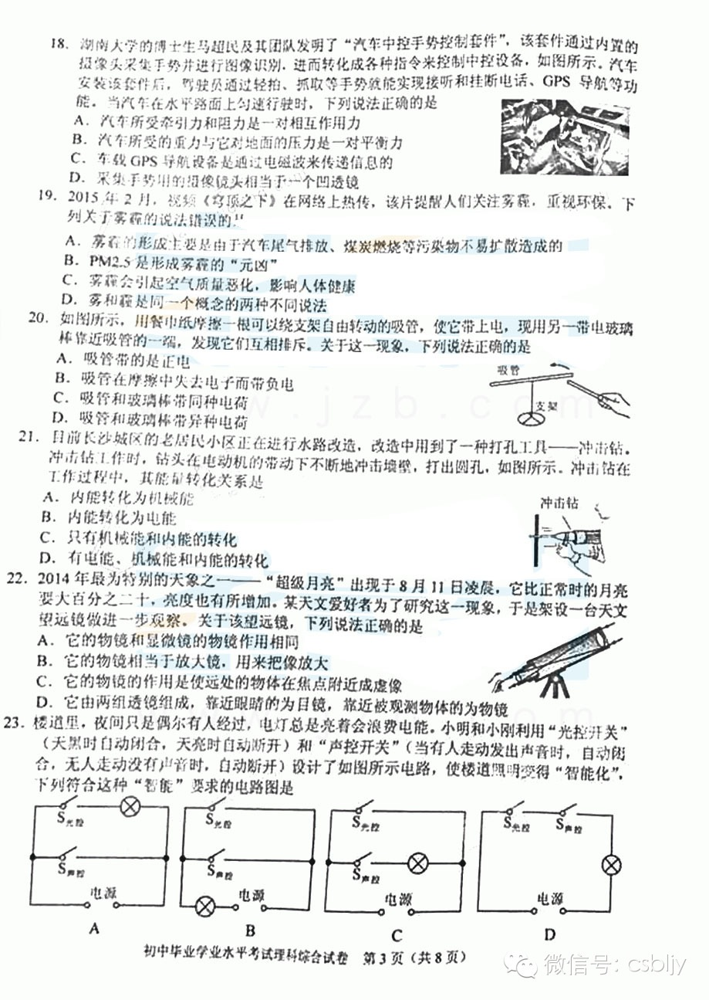 18．湖南大学的博士生马超民及其团队发明了“汽车中控手势控制套件”，该套件通过内置的
摄像头采集手势并进行图像识别．进而转化成各种指令来控制中控设备，如图所示。汽车
安装该套件后，驾驶员通过轻拍、抓取等手势就能实现接听和挂断电话、GPS 导航等功
能。当汽车在水平路面上匀速行驶时，下列说法正确的是
A．汽车所受牵引力和阻力是一对相互作用力
B．汽车所受的重力与它对地面的压力是一对平衡力
C．车载 GPS 导航设备是通过电磁波来传递信息的
D．采集手势用的摄像镜头相当于一个凹透镜
19．2015 年 2 月，视频《穹顶之下》在网络上热传，该片提醒人们关注雾霾，重视环保。下
列关于雾霾的说法错误的是
A．雾霾的形成主要是由于汽车尾气排放、煤炭燃烧等污染物不易扩散造成的
B．PM2.5 是形成雾霾的“元凶”
C．雾霾会引起空气质量恶化，影响人体健康
D．雾和霾是同一个概念的两种不同说法
20．如图所示，用餐巾纸摩擦一根可以绕支架自由转动的吸管，使它带上电，现用另一带电玻璃
棒靠近吸管的一端，发现它们互相排斥。关于这一现象，下列说法正确的是
A．吸管带的是正电
B．吸管在摩擦中失去电子而带负电
C．吸管和玻璃棒带同种电荷
D．吸管和玻璃棒带异种电荷
吸管
支架
www.jzb.com
21．目前长沙城区的老居民小区正在进行水路改造，改造中用到了一种打孔工具——冲击钻。
冲击钻工作时，钻头在电动机的带动下不断地冲击墙壁，打出圆孔，如图所示。冲击钻在
工作过程中，其能量转化关系是
A．内能转化为机械能
B．内能转化为电能
C．只有机械能和内能的转化
D．有电能、机械能和内能的转化
冲击钻
22．2014 年最为特别的天象之一——“超级月亮”出现于 8 月 11 日凌晨，它比正常时的月亮
要大百分之二十，亮度也有所增加。某天文爱好者为了研究这一现象，于是架设一台天文
望远镜做进一步观察。关于该望远镜，下列说法正确的是
A．它的物镜和显微镜的物镜作用相同
B．它的物镜相当于放大镜，用来把像放大
C．它的物镜的作用是使远处的物体在焦点附近成虚像
D．它由两组透镜组成，靠近眼睛的为目镜，靠近被观测物体的为物镜
23．楼道里，夜间只是偶尔有人经过，电灯总是亮着会浪费电能。小明和小刚利用“光控开关”
（天黑时自动闭合，天亮时自动断开）和“声控开关”（当有人走动发出声音时，自动闭
合，无人走动没有声音时，自动断开）设计了如图所示电路，使楼道照明变得“智能化”，
下列符合这种“智能”要求的电路图是
S光控 S光控 S光控 S光控 S声控
S声控 S声控 S声控
电源 电源 电源 电源
A B C D
初中毕业学业水平考试理科综合试卷 第 3 页（共 8 页）
微信号：csbljy